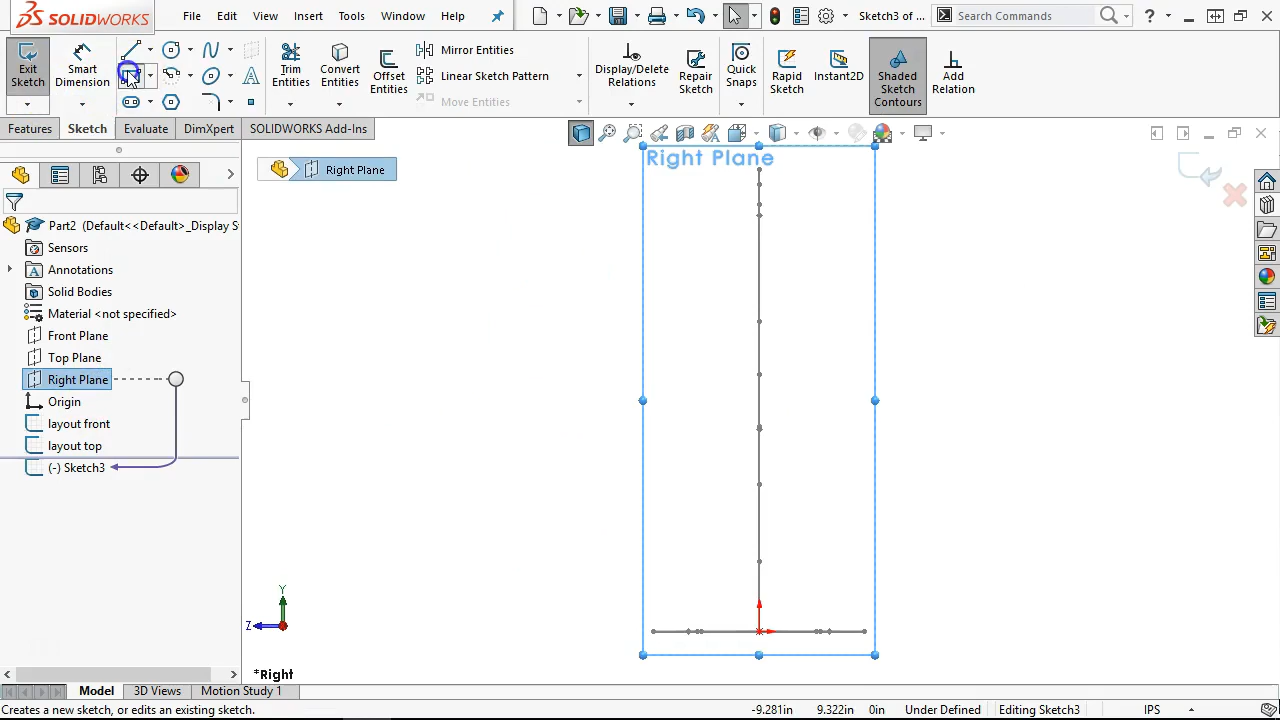 SOLIDWORKS File Edit View Insert Tools Window Help Sketch3 of ... Search Commands ?
Exit Sketch Smart Dimension Trim Entities Convert Entities Offset Entities Mirror Entities Linear Sketch Pattern Move Entities Display/Delete Relations Repair Sketch Quick Snaps Rapid Sketch Instant2D Shaded Sketch Contours Add Relation
Features Sketch Evaluate DimXpert SOLIDWORKS Add-Ins
Right Plane
Right Plane
Part2 (Default<<Default>_Display S
Sensors
Annotations
Solid Bodies
Material <not specified>
Front Plane
Top Plane
Right Plane
Origin
layout front
layout top
(-) Sketch3
Y
Z
*Right
Model 3D Views Motion Study 1
Creates a new sketch, or edits an existing sketch. -9.281in 9.322in 0in Under Defined Editing Sketch3 IPS